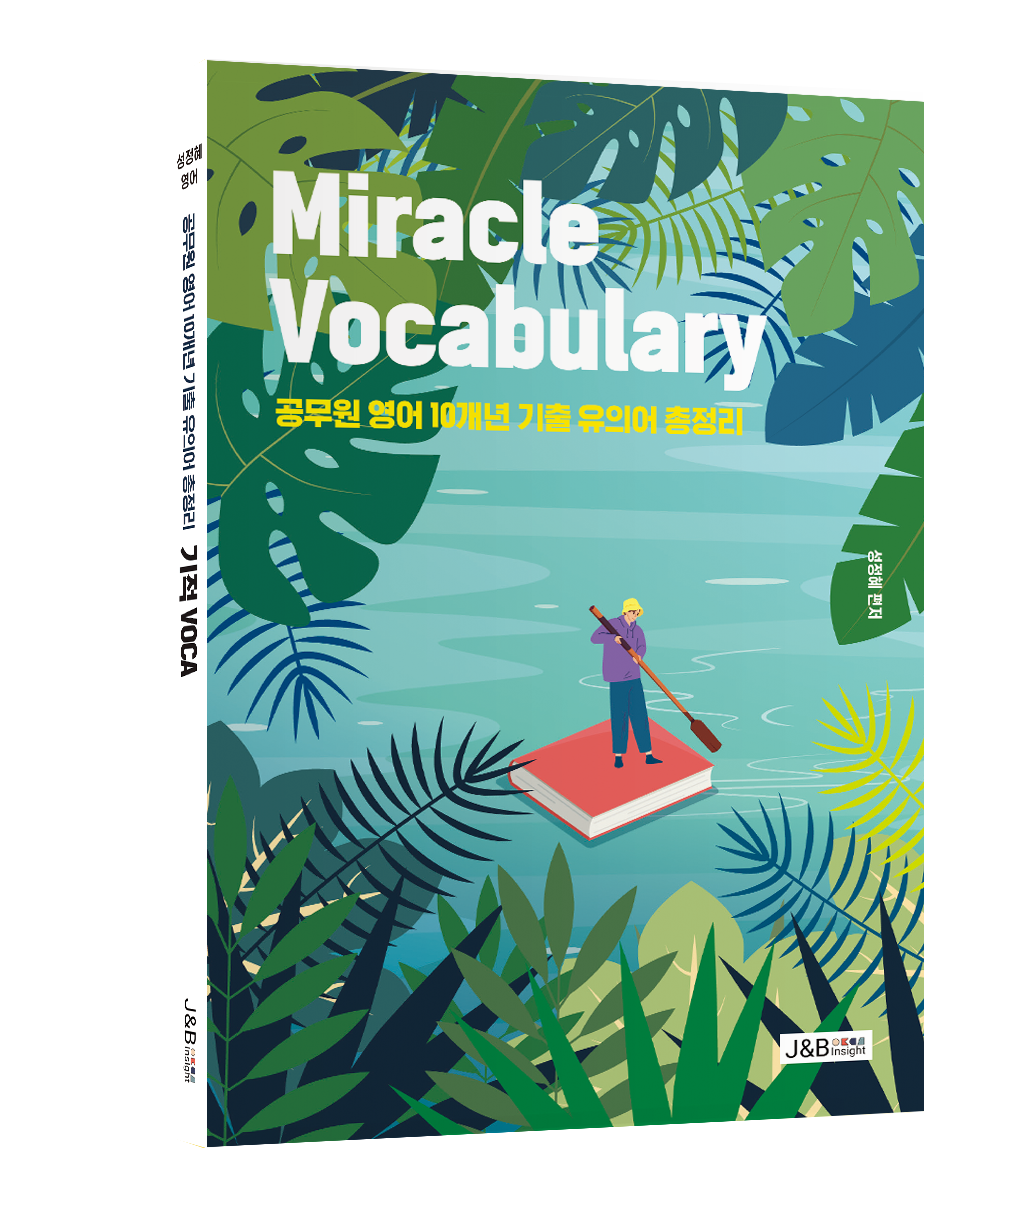 Miracle
Vocabulary
공무원 영어 10개년 기출 유의어 총정리
성정혜 편저
J&B Insight
성정혜
영어
공무원 영어 10개년 기출 유의어 총정리
기적 VOCA
J&B Insight